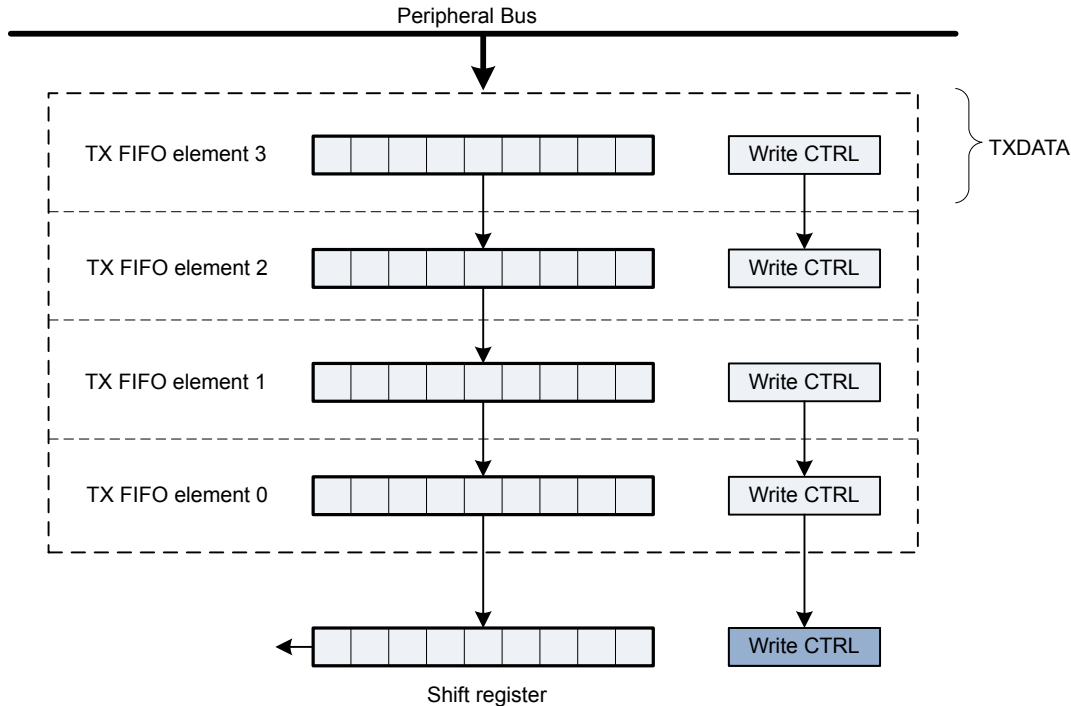 Peripheral Bus
TX FIFO element 3
Write CTRL
TXDATA
TX FIFO element 2
Write CTRL
TX FIFO element 1
Write CTRL
TX FIFO element 0
Write CTRL
Write CTRL
Shift register